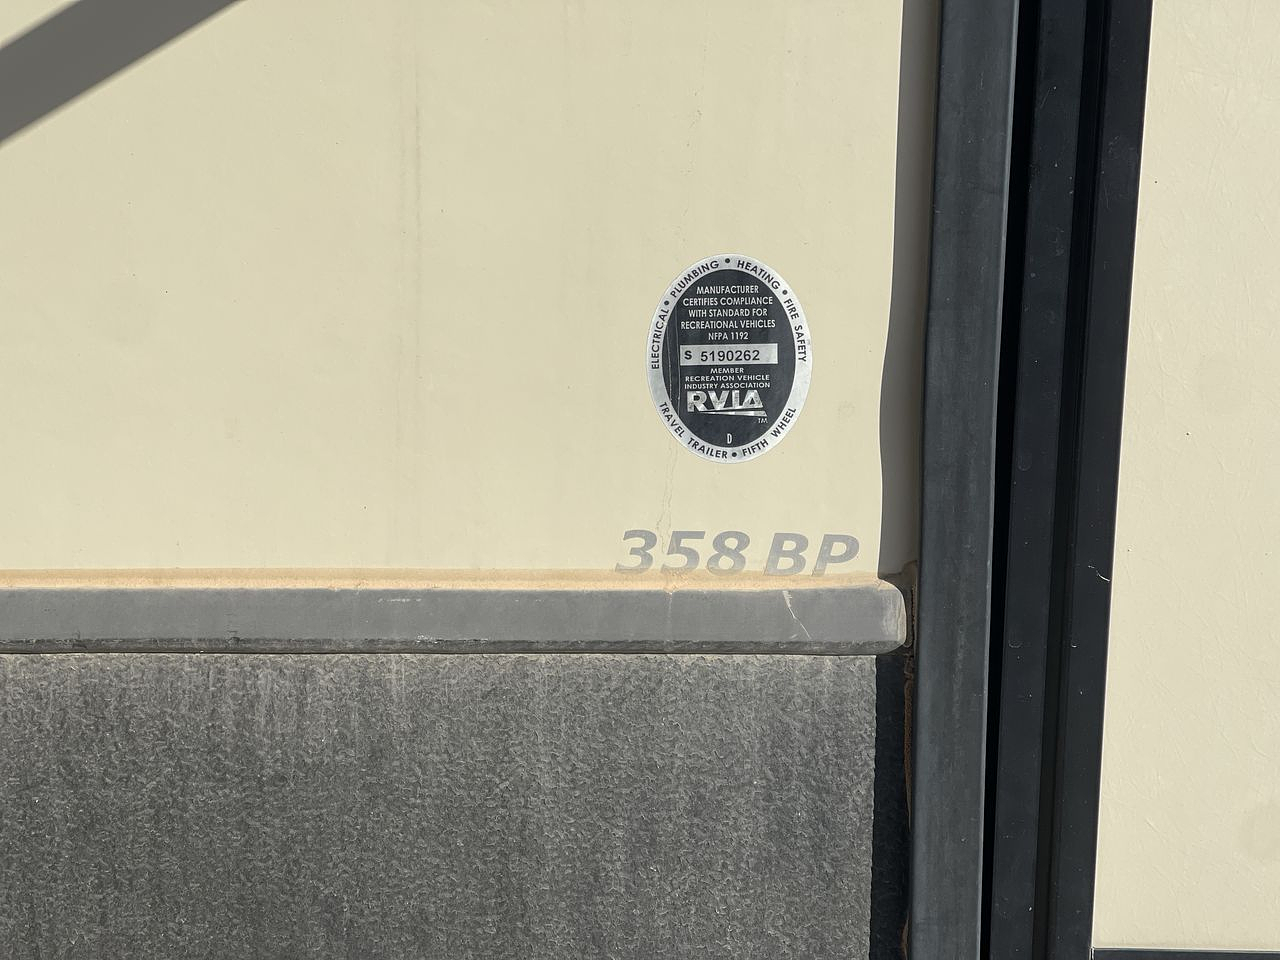 ELECTRICAL • PLUMBING • HEATING • FIRE SAFETY
MANUFACTURER
CERTIFIES COMPLIANCE
WITH STANDARD FOR
RECREATIONAL VEHICLES
NFPA 1192
S 5190262
MEMBER
RECREATION VEHICLE
INDUSTRY ASSOCIATION
RVIA
TM
D
TRAVEL TRAILER • FIFTH WHEEL
358 BP